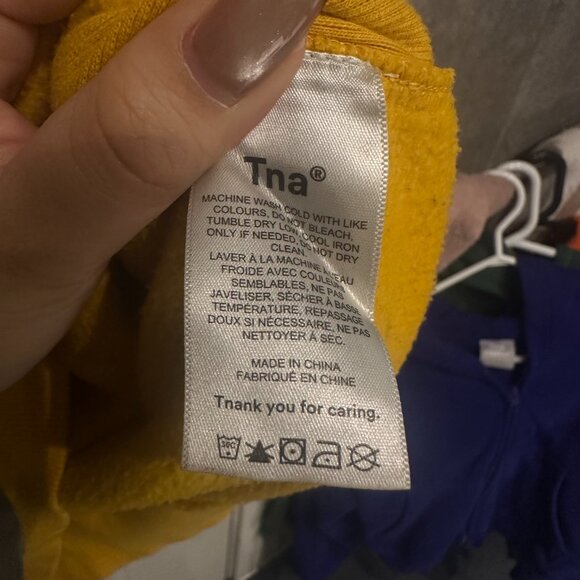 Tna®
MACHINE WASH COLD WITH LIKE
COLOURS, DO NOT BLEACH,
TUMBLE DRY LOW, COOL IRON
ONLY IF NEEDED, DO NOT DRY
CLEAN.
LAVER À LA MACHINE À L'EAU
FROIDE AVEC COULEURS
SEMBLABLES, NE PAS
JAVELISER, SÉCHER À BASSE
TEMPÉRATURE, REPASSAGE
DOUX SI NÉCESSAIRE, NE PAS
NETTOYER À SEC.
MADE IN CHINA
FABRIQUÉ EN CHINE
Tnank you for caring.
30C